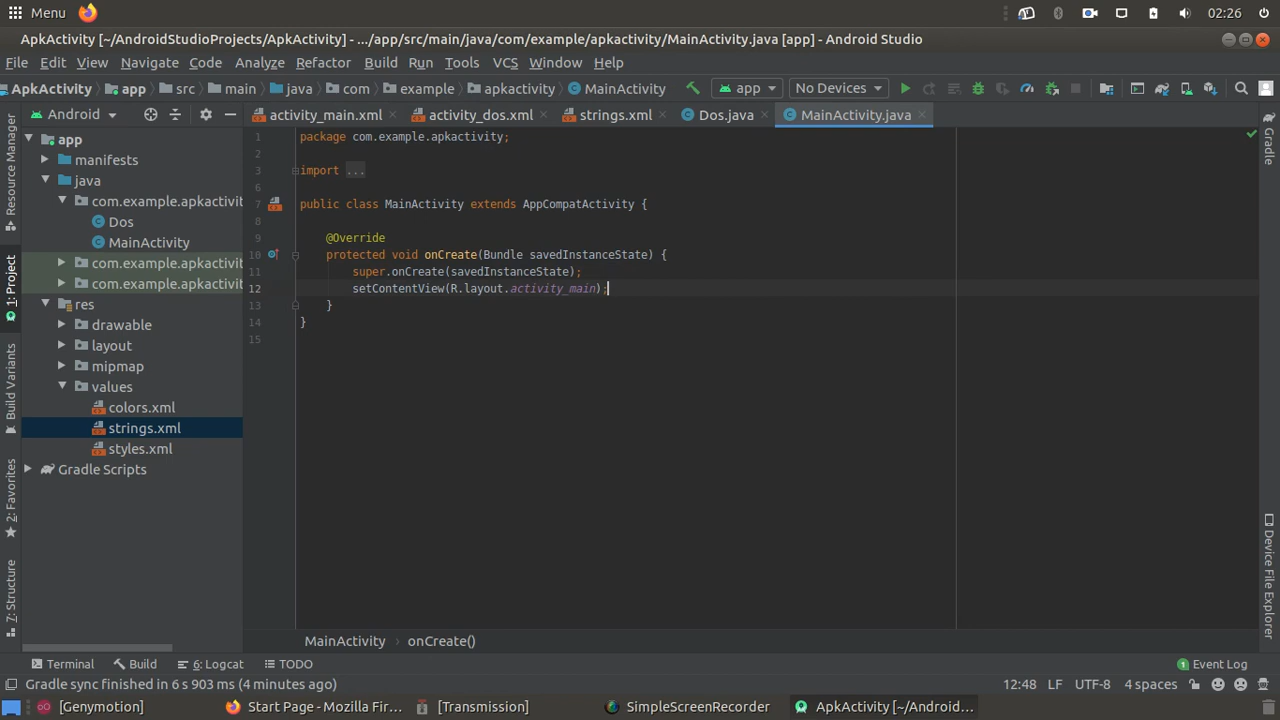 Menu
02:26
ApkActivity [~/AndroidStudioProjects/ApkActivity] - .../app/src/main/java/com/example/apkactivity/MainActivity.java [app] - Android Studio
File Edit View Navigate Code Analyze Refactor Build Run Tools VCS Window Help
ApkActivity app src main java com example apkactivity MainActivity app No Devices
Android
activity_main.xml activity_dos.xml strings.xml Dos.java MainActivity.java
app
manifests
java
com.example.apkactivit
Dos
MainActivity
com.example.apkactivit
com.example.apkactivit
res
drawable
layout
mipmap
values
colors.xml
strings.xml
styles.xml
Gradle Scripts
Resource Manager
1: Project
Build Variants
2: Favorites
7: Structure
1 package com.example.apkactivity;
2
3 import ...
6
7 public class MainActivity extends AppCompatActivity {
8
9 @Override
10 protected void onCreate(Bundle savedInstanceState) {
11 super.onCreate(savedInstanceState);
12 setContentView(R.layout.activity_main);
13 }
14 }
15
Gradle
Device File Explorer
MainActivity › onCreate()
Terminal Build 6: Logcat TODO 1 Event Log
Gradle sync finished in 6 s 903 ms (4 minutes ago) 12:48 LF UTF-8 4 spaces
[Genymotion] Start Page - Mozilla Fir... [Transmission] SimpleScreenRecorder ApkActivity [~/Android...